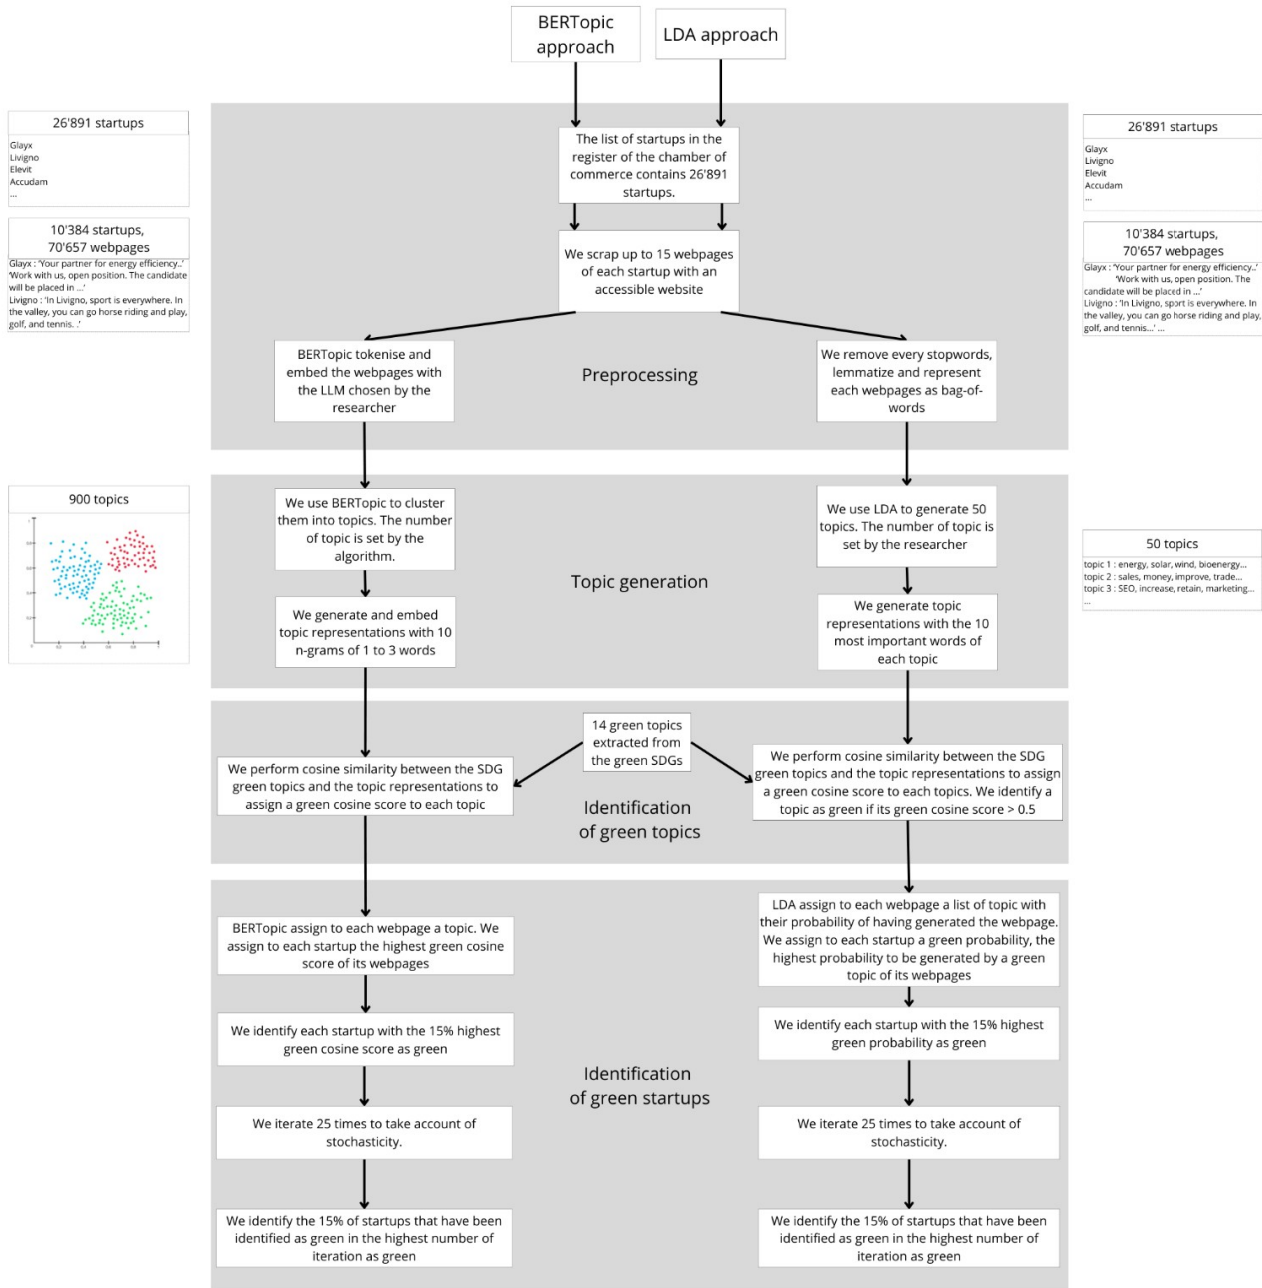 BERTopic
approach
LDA approach
26'891 startups
Glayx
Livigno
Elevit
Accudam
...
10'384 startups,
70'657 webpages
Glayx : 'Your partner for energy efficiency..'
'Work with us, open position. The candidate
will be placed in ...'
Livigno : 'In Livigno, sport is everywhere. In
the valley, you can go horse riding and play,
golf, and tennis. .'
The list of startups in the
register of the chamber of
commerce contains 26'891
startups.
We scrap up to 15 webpages
of each startup with an
accessible website
26'891 startups
Glayx
Livigno
Elevit
Accudam
...
10'384 startups,
70'657 webpages
Glayx : 'Your partner for energy efficiency..'
'Work with us, open position. The
candidate will be placed in ...'
Livigno : 'In Livigno, sport is everywhere. In
the valley, you can go horse riding and play,
golf, and tennis...' ...
BERTopic tokenise and
embed the webpages with
the LLM chosen by the
researcher
Preprocessing
We remove every stopwords,
lemmatize and represent
each webpages as bag-of-
words
900 topics
We use BERTopic to cluster
them into topics. The number
of topic is set by the
algorithm.
We generate and embed
topic representations with 10
n-grams of 1 to 3 words
Topic generation
We use LDA to generate 50
topics. The number of topic is
set by the researcher
We generate topic
representations with the 10
most important words of
each topic
50 topics
topic 1 : energy, solar, wind, bioenergy...
topic 2 : sales, money, improve, trade...
topic 3 : SEO, increase, retain, marketing...
...
14 green topics
extracted from
the green SDGs
We perform cosine similarity between the SDG
green topics and the topic representations to
assign a green cosine score to each topic
Identification
of green topics
We perform cosine similarity between the SDG
green topics and the topic representations to assign
a green cosine score to each topics. We identify a
topic as green if its green cosine score > 0.5
BERTopic assign to each webpage a topic. We
assign to each startup the highest green cosine
score of its webpages
We identify each startup with the 15% highest
green cosine score as green
We iterate 25 times to take account of
stochasticity.
We identify the 15% of startups that have been
identified as green in the highest number of
iteration as green
Identification
of green startups
LDA assign to each webpage a list of topic with
their probability of having generated the webpage.
We assign to each startup a green probability, the
highest probability to be generated by a green
topic of its webpages
We identify each startup with the 15% highest
green probability as green
We iterate 25 times to take account of
stochasticity.
We identify the 15% of startups that have been
identified as green in the highest number of
iteration as green